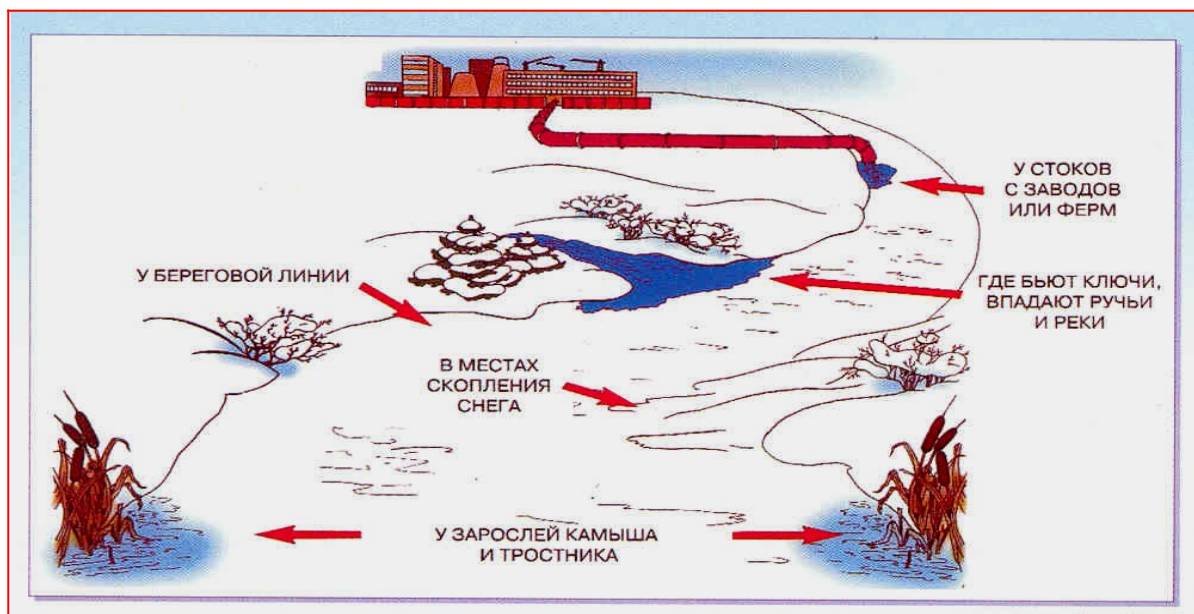 У СТОКОВ
С ЗАВОДОВ
ИЛИ ФЕРМ
У БЕРЕГОВОЙ ЛИНИИ
ГДЕ БЬЮТ КЛЮЧИ,
ВПАДАЮТ РУЧЬИ
И РЕКИ
В МЕСТАХ
СКОПЛЕНИЯ
СНЕГА
У ЗАРОСЛЕЙ КАМЫША
И ТРОСТНИКА